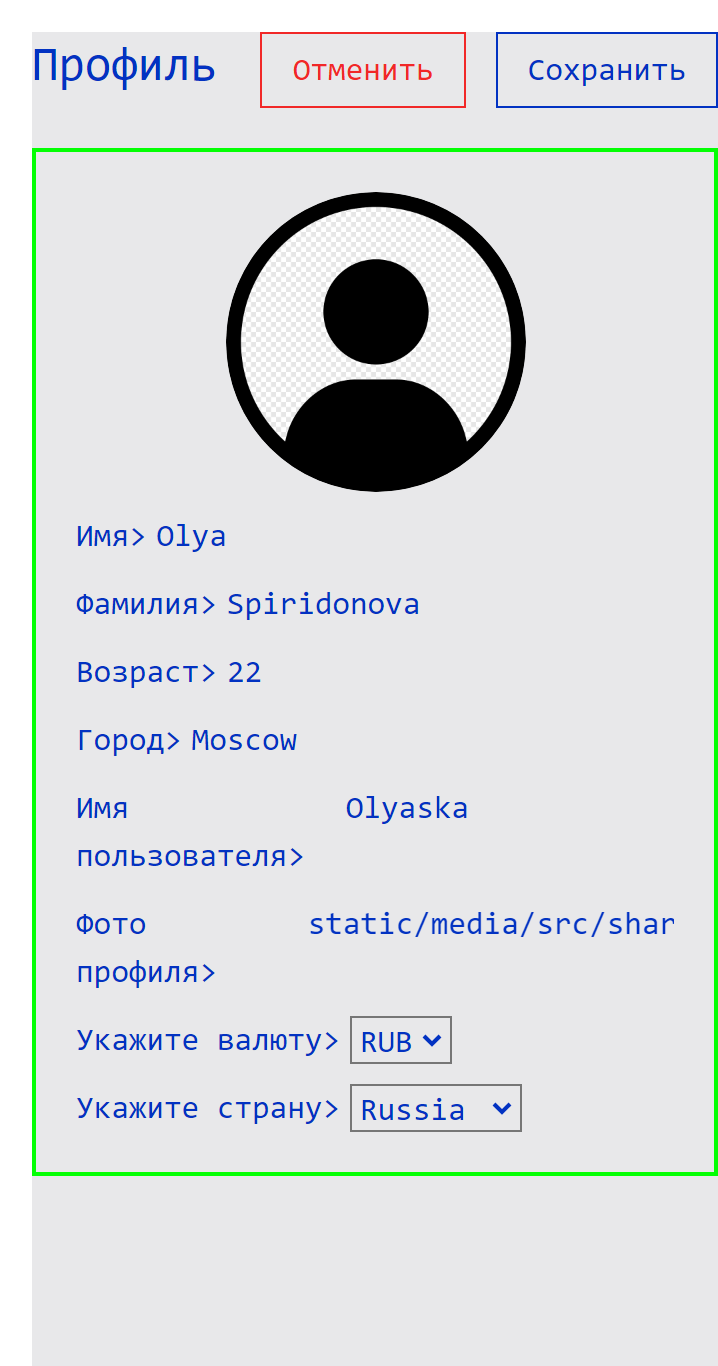 Профиль Отменить Сохранить
Имя> Olya
Фамилия> Spiridonova
Возраст> 22
Город> Moscow
Имя Olyaska
пользователя>
Фото static/media/src/shar
профиля>
Укажите валюту> RUB
Укажите страну> Russia